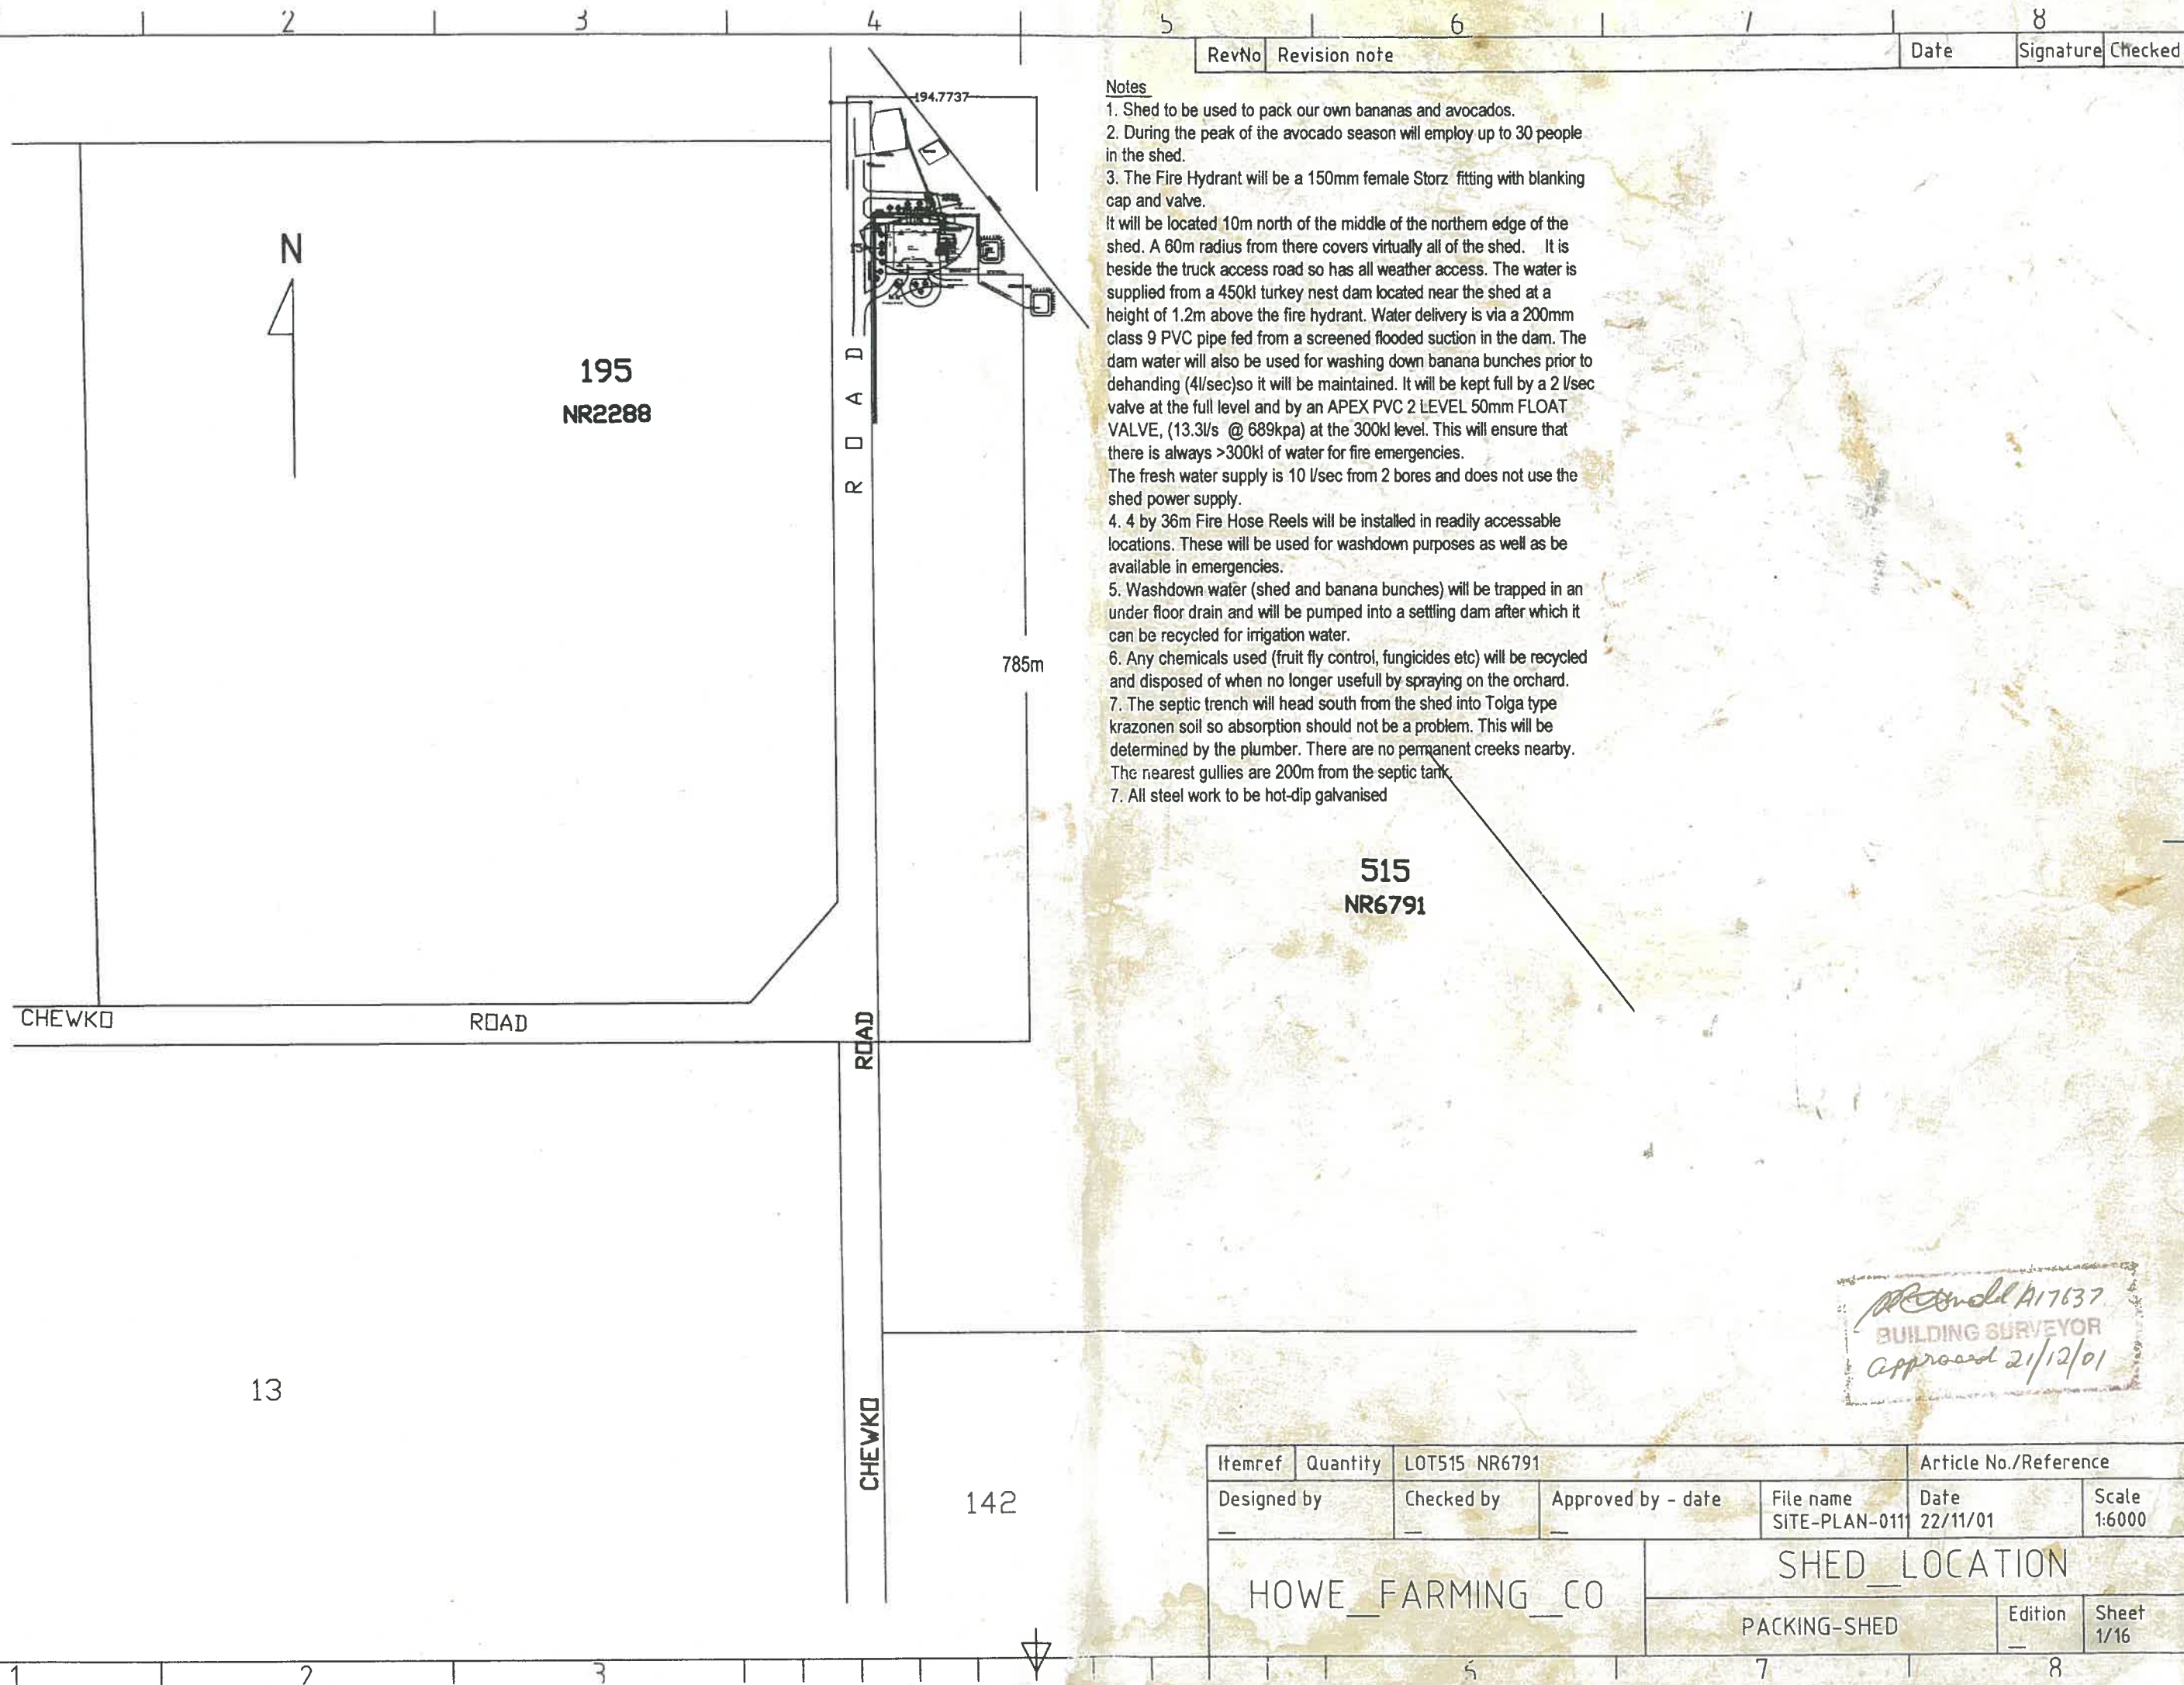 2 3 4 5 6 7 8
RevNo Revision note Date Signature Checked
194.7737
Notes
1. Shed to be used to pack our own bananas and avocados.
2. During the peak of the avocado season will employ up to 30 people
in the shed.
3. The Fire Hydrant will be a 150mm female Storz fitting with blanking
cap and valve.
It will be located 10m north of the middle of the northern edge of the
shed. A 60m radius from there covers virtually all of the shed. It is
beside the truck access road so has all weather access. The water is
supplied from a 450kl turkey nest dam located near the shed at a
height of 1.2m above the fire hydrant. Water delivery is via a 200mm
class 9 PVC pipe fed from a screened flooded suction in the dam. The
dam water will also be used for washing down banana bunches prior to
dehanding (4l/sec)so it will be maintained. It will be kept full by a 2 l/sec
valve at the full level and by an APEX PVC 2 LEVEL 50mm FLOAT
VALVE, (13.3l/s @ 689kpa) at the 300kl level. This will ensure that
there is always >300kl of water for fire emergencies.
The fresh water supply is 10 l/sec from 2 bores and does not use the
shed power supply.
4. 4 by 36m Fire Hose Reels will be installed in readily accessable
locations. These will be used for washdown purposes as well as be
available in emergencies.
5. Washdown water (shed and banana bunches) will be trapped in an
under floor drain and will be pumped into a settling dam after which it
can be recycled for irrigation water.
6. Any chemicals used (fruit fly control, fungicides etc) will be recycled
and disposed of when no longer usefull by spraying on the orchard.
7. The septic trench will head south from the shed into Tolga type
krazonen soil so absorption should not be a problem. This will be
determined by the plumber. There are no permanent creeks nearby.
The nearest gullies are 200m from the septic tank.
7. All steel work to be hot-dip galvanised
N
195
NR2288
ROAD
785m
515
NR6791
CHEWKO ROAD
ROAD
CHEWKO
13
142
A17637
BUILDING SURVEYOR
approved 21/12/01
Itemref Quantity LOT515 NR6791 Article No./Reference
Designed by Checked by Approved by - date File name Date Scale
_ _ _ SITE-PLAN-0111 22/11/01 1:6000
HOWE_FARMING_CO
SHED_LOCATION
PACKING-SHED
Edition Sheet
_ 1/16
1 2 3 7 8